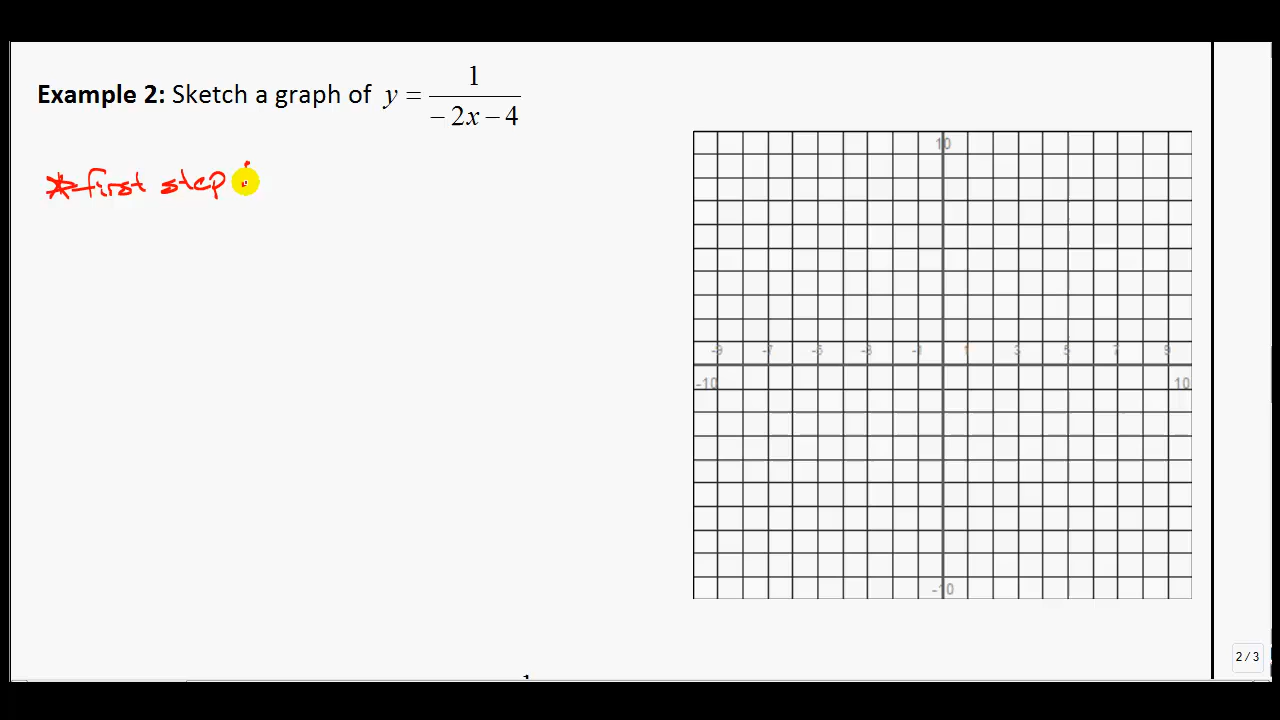 Example 2: Sketch a graph of y = 1 / (-2x - 4)
*first step :
10
-9 -7 -5 -3 -1 1 3 5 7 9
-10 10
-10
2 / 3